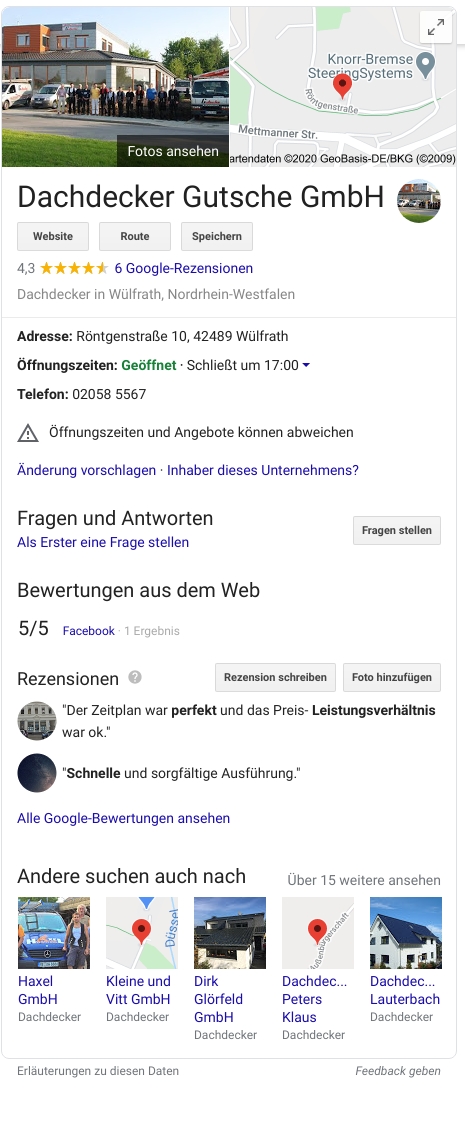 Knorr-Bremse
SteeringSystems
Röntgenstraße
Mettmanner Str.
Fotos ansehen
artendaten ©2020 GeoBasis-DE/BKG (©2009)
Dachdecker Gutsche GmbH
Website
Route
Speichern
4,3 6 Google-Rezensionen
Dachdecker in Wülfrath, Nordrhein-Westfalen
Adresse: Röntgenstraße 10, 42489 Wülfrath
Öffnungszeiten: Geöffnet · Schließt um 17:00
Telefon: 02058 5567
Öffnungszeiten und Angebote können abweichen
Änderung vorschlagen · Inhaber dieses Unternehmens?
Fragen und Antworten
Fragen stellen
Als Erster eine Frage stellen
Bewertungen aus dem Web
5/5 Facebook · 1 Ergebnis
Rezensionen ?
Rezension schreiben
Foto hinzufügen
"Der Zeitplan war perfekt und das Preis- Leistungsverhältnis
war ok."
"Schnelle und sorgfältige Ausführung."
Alle Google-Bewertungen ansehen
Andere suchen auch nach
Über 15 weitere ansehen
Düssel
Haxel
GmbH
Dachdecker
Kleine und
Vitt GmbH
Dachdecker
Dirk
Glörfeld
GmbH
Dachdecker
Dachdec...
Peters
Klaus
Dachdecker
Dachdec...
Lauterbach
Dachdecker
Erläuterungen zu diesen Daten
Feedback geben